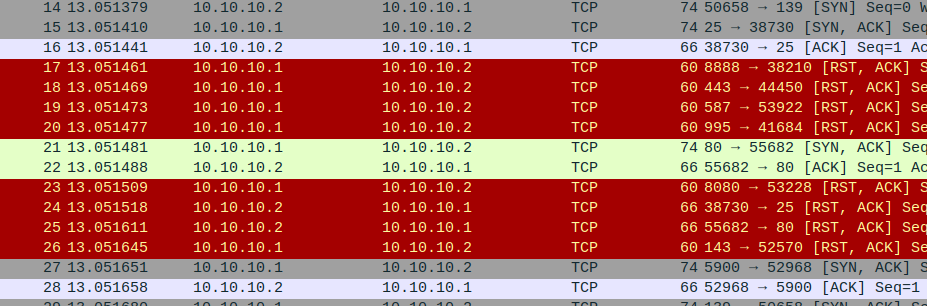 14 13.051379 10.10.10.2 10.10.10.1 TCP 74 50658 → 139 [SYN] Seq=0 W
15 13.051410 10.10.10.1 10.10.10.2 TCP 74 25 → 38730 [SYN, ACK] Seq
16 13.051441 10.10.10.2 10.10.10.1 TCP 66 38730 → 25 [ACK] Seq=1 Ac
17 13.051461 10.10.10.1 10.10.10.2 TCP 60 8888 → 38210 [RST, ACK] S
18 13.051469 10.10.10.1 10.10.10.2 TCP 60 443 → 44450 [RST, ACK] Se
19 13.051473 10.10.10.1 10.10.10.2 TCP 60 587 → 53922 [RST, ACK] Se
20 13.051477 10.10.10.1 10.10.10.2 TCP 60 995 → 41684 [RST, ACK] Se
21 13.051481 10.10.10.1 10.10.10.2 TCP 74 80 → 55682 [SYN, ACK] Seq
22 13.051488 10.10.10.2 10.10.10.1 TCP 66 55682 → 80 [ACK] Seq=1 Ac
23 13.051509 10.10.10.1 10.10.10.2 TCP 60 8080 → 53228 [RST, ACK] S
24 13.051518 10.10.10.2 10.10.10.1 TCP 66 38730 → 25 [RST, ACK] Seq
25 13.051611 10.10.10.2 10.10.10.1 TCP 66 55682 → 80 [RST, ACK] Seq
26 13.051645 10.10.10.1 10.10.10.2 TCP 60 143 → 52570 [RST, ACK] Se
27 13.051651 10.10.10.1 10.10.10.2 TCP 74 5900 → 52968 [SYN, ACK] S
28 13.051658 10.10.10.2 10.10.10.1 TCP 66 52968 → 5900 [ACK] Seq=1